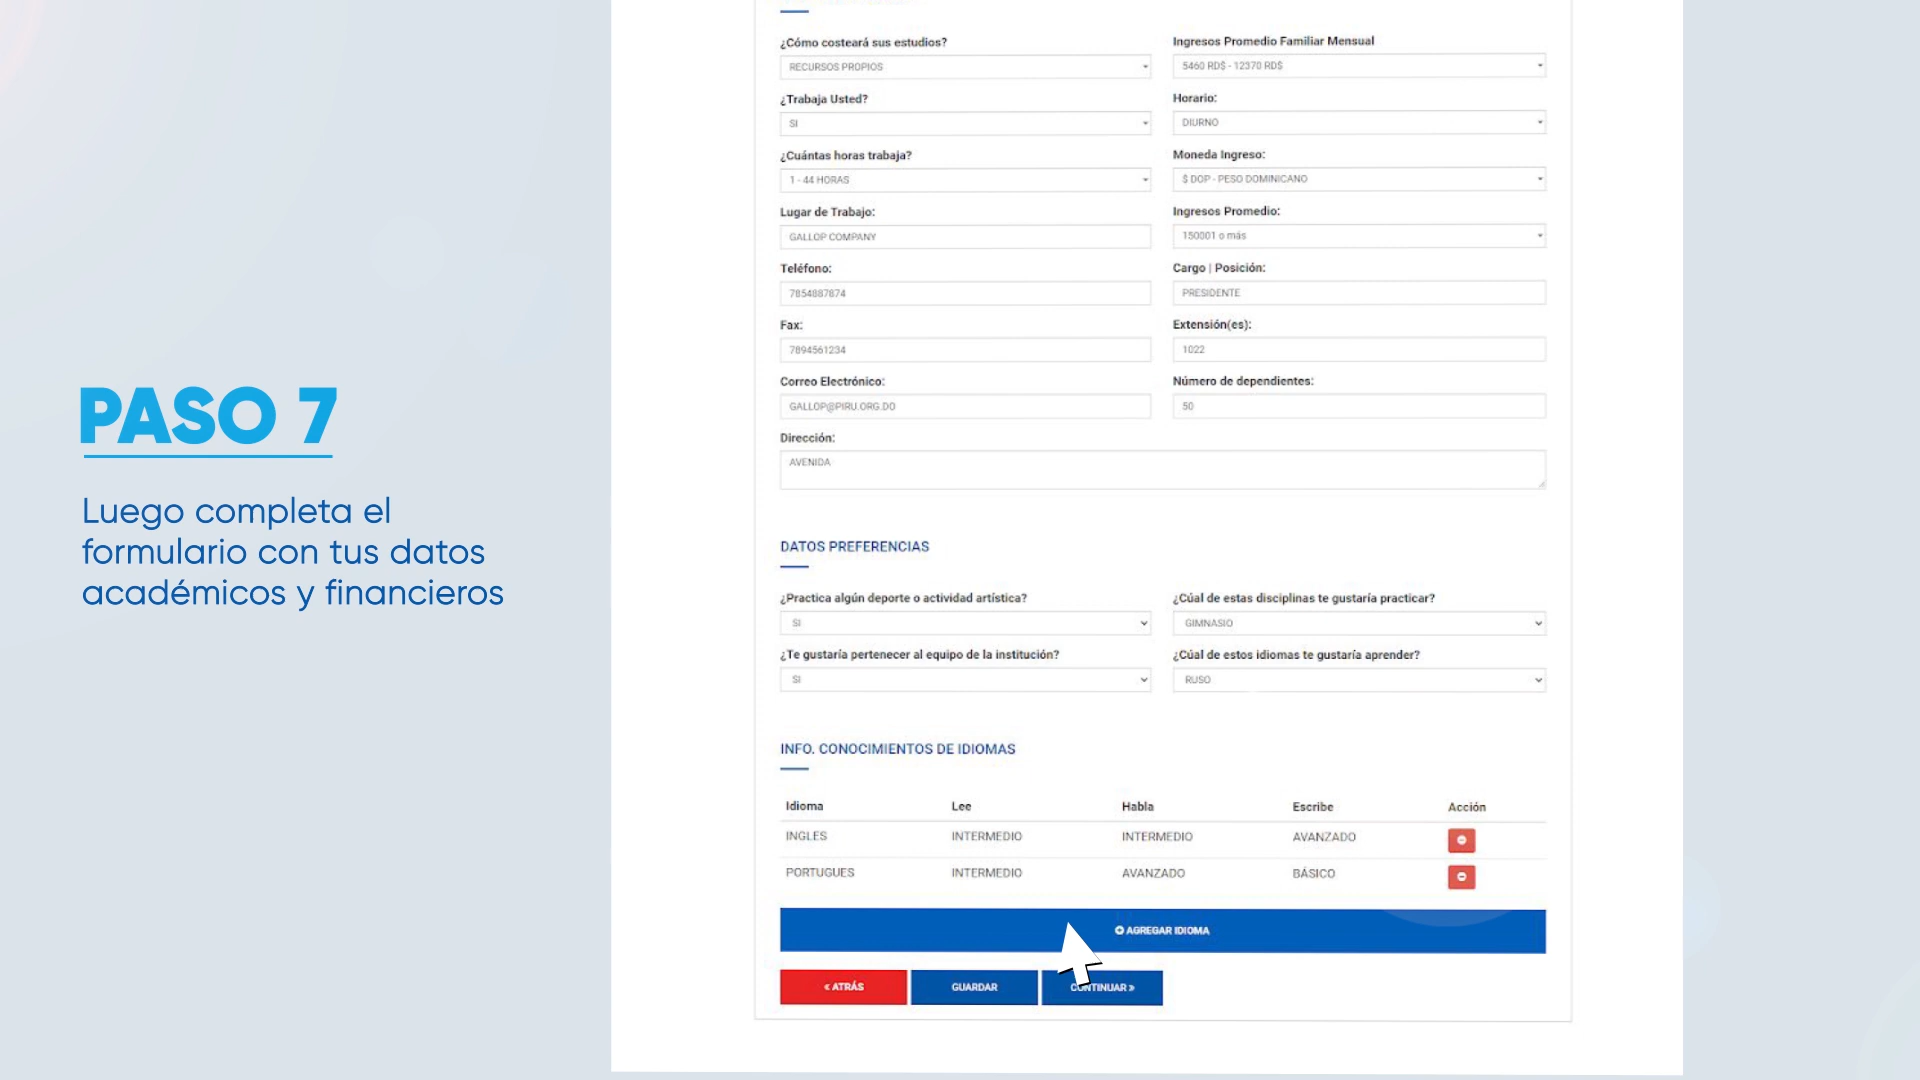 PASO 7
Luego completa el
formulario con tus datos
académicos y financieros
¿Cómo costeará sus estudios?
Ingresos Promedio Familiar Mensual
RECURSOS PROPIOS
5460 RD$ - 12370 RD$
¿Trabaja Usted?
Horario:
SI
DIURNO
¿Cuántas horas trabaja?
Moneda Ingreso:
1 - 44 HORAS
$ DOP - PESO DOMINICANO
Lugar de Trabajo:
Ingresos Promedio:
GALLOP COMPANY
150001 o más
Teléfono:
Cargo | Posición:
7854887874
PRESIDENTE
Fax:
Extensión(es):
7894561234
1022
Correo Electrónico:
Número de dependientes:
GALLOP@PIRU.ORG.DO
50
Dirección:
AVENIDA
DATOS PREFERENCIAS
¿Practica algún deporte o actividad artística?
¿Cúal de estas disciplinas te gustaría practicar?
SI
GIMNASIO
¿Te gustaría pertenecer al equipo de la institución?
¿Cúal de estos idiomas te gustaría aprender?
SI
RUSO
INFO. CONOCIMIENTOS DE IDIOMAS
Idioma Lee Habla Escribe Acción
INGLES INTERMEDIO INTERMEDIO AVANZADO
PORTUGUES INTERMEDIO AVANZADO BÁSICO
AGREGAR IDIOMA
« ATRÁS GUARDAR CONTINUAR »